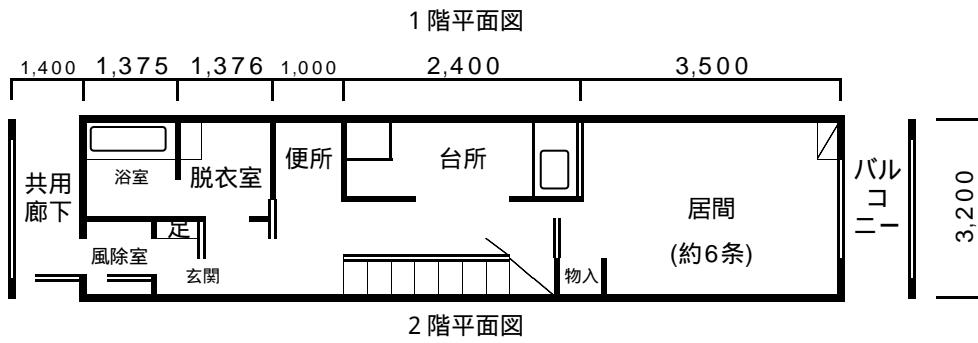 1階平面図
1,400 1,375 1,376 1,000 2,400 3,500
共用
廊下
浴室
脱衣室
便所
台所
居間
(約6条)
バル
コ
ニー
3,200
足
風除室
玄関
物入
2階平面図